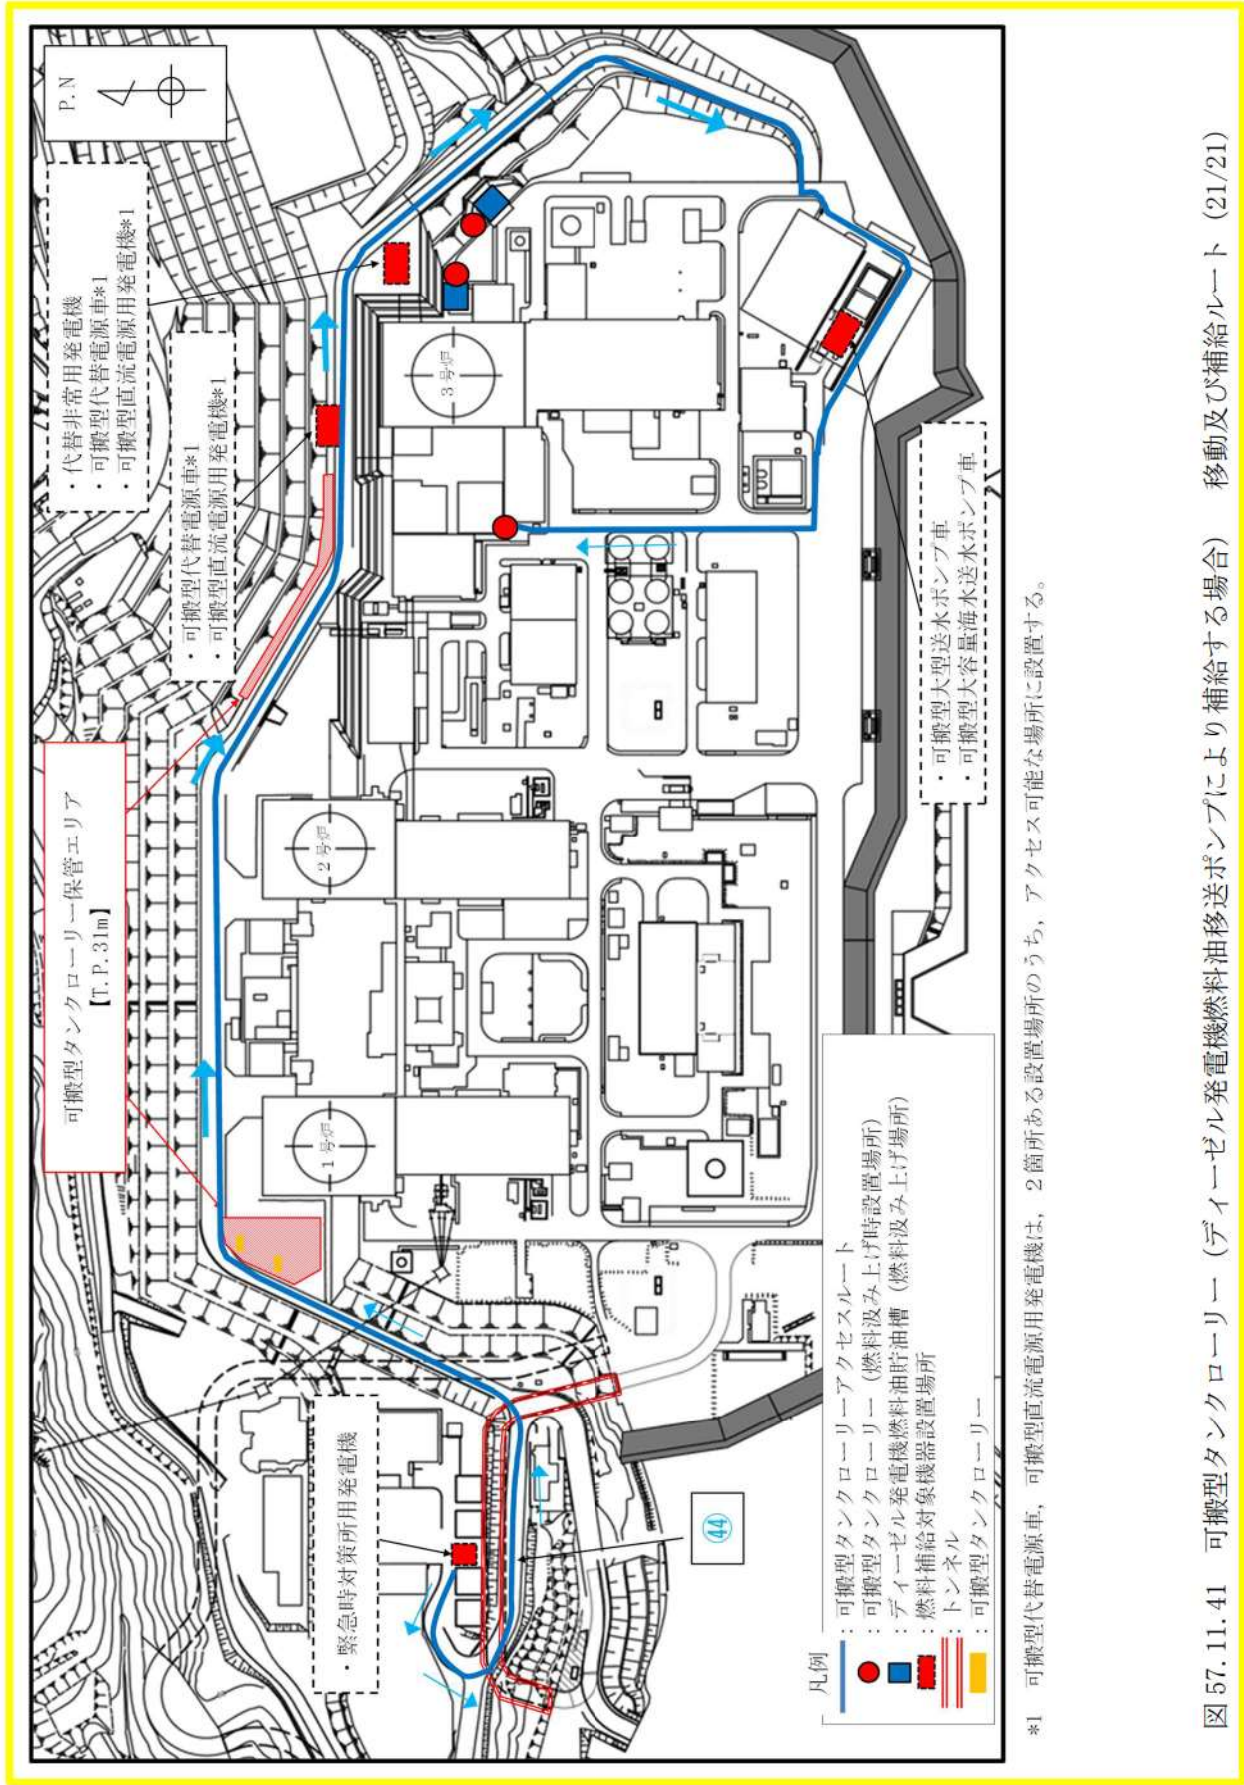 P.N
・代替非常用発電機
・可搬型代替電源車*1
・可搬型直流電源用発電機*1
・可搬型代替電源車*1
・可搬型直流電源用発電機*1
可搬型タンクローリー保管エリア
【T.P.31m】
・緊急時対策所用発電機
1号炉
2号炉
3号炉
㊹
・可搬型大型送水ポンプ車
・可搬型大容量海水送水ポンプ車
凡例
：可搬型タンクローリーアクセスルート
：可搬型タンクローリー（燃料汲み上げ時設置場所）
：ディーゼル発電機燃料油貯油槽（燃料汲み上げ場所）
：燃料補給対象機器設置場所
：トンネル
：可搬型タンクローリー
*1　可搬型代替電源車，可搬型直流電源用発電機は，２箇所ある設置場所のうち，アクセス可能な場所に設置する。
図 57.11.41　可搬型タンクローリー（ディーゼル発電機燃料油移送ポンプにより補給する場合）　移動及び補給ルート（21/21）